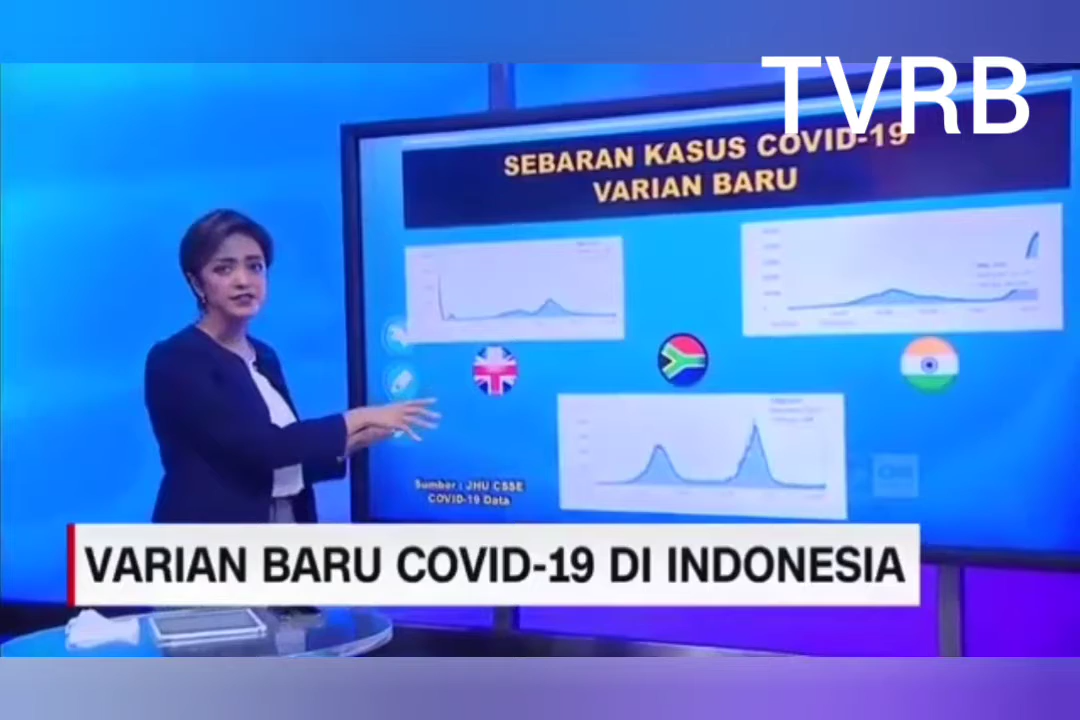 TVRB
SEBARAN KASUS COVID-19
VARIAN BARU
Sumber : JHU CSSE
COVID-19 Data
VARIAN BARU COVID-19 DI INDONESIA